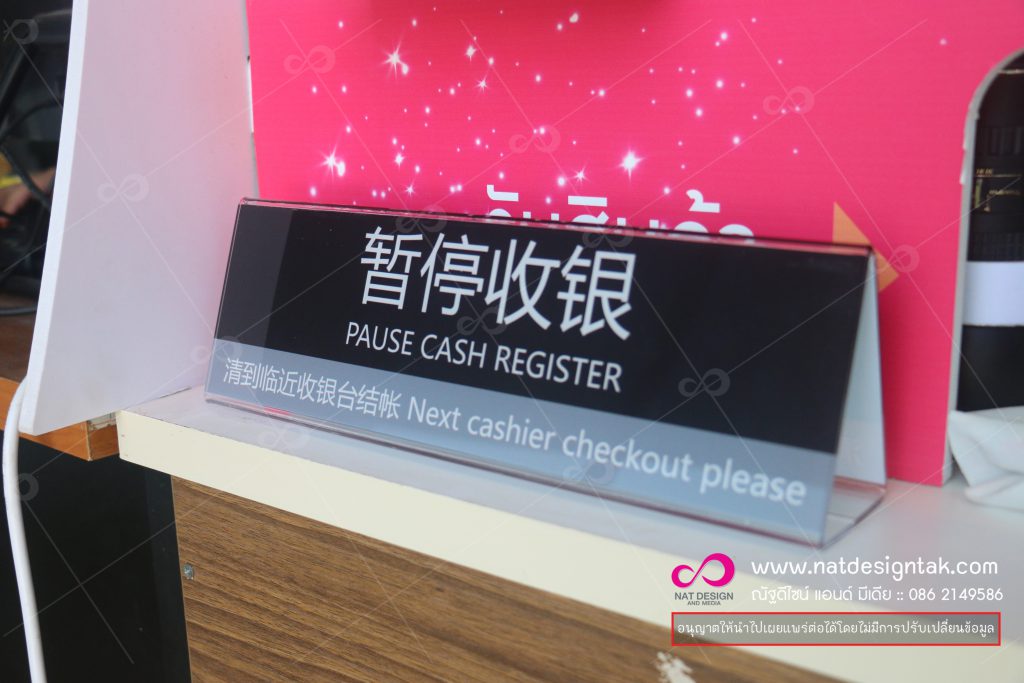 暂停收银
PAUSE CASH REGISTER
清到临近收银台结帐 Next cashier checkout please
NAT DESIGN
AND MEDIA
www.natdesigntak.com
ณัฐดีไซน์ แอนด์ มีเดีย :: 086 2149586
อนุญาตให้นำไปเผยแพร่ต่อได้โดยไม่มีการปรับเปลี่ยนข้อมูล